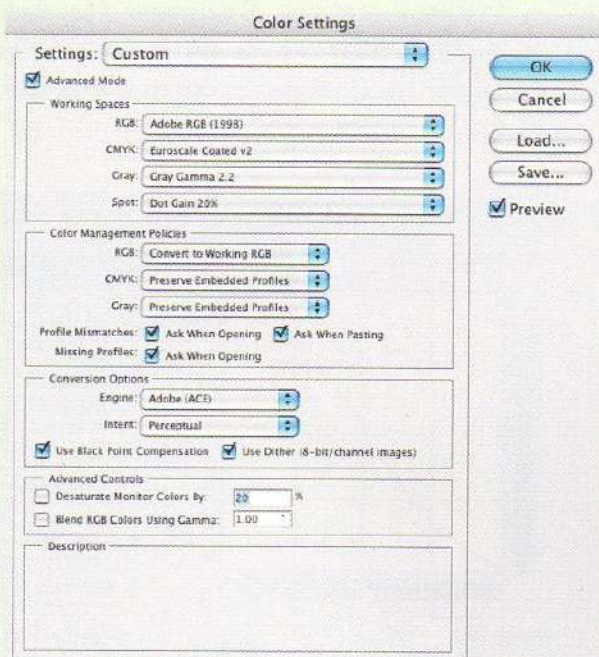 Color Settings
Settings: Custom
OK
Advanced Mode
Cancel
Working Spaces
RGB: Adobe RGB (1998)
Load...
CMYK: Euroscale Coated v2
Save...
Gray: Gray Gamma 2.2
Spot: Dot Gain 20%
Preview
Color Management Policies
RGB: Convert to Working RGB
CMYK: Preserve Embedded Profiles
Gray: Preserve Embedded Profiles
Profile Mismatches: Ask When Opening Ask When Pasting
Missing Profiles: Ask When Opening
Conversion Options
Engine: Adobe (ACE)
Intent: Perceptual
Use Black Point Compensation Use Dither (8-bit/channel images)
Advanced Controls
Desaturate Monitor Colors By: 20 %
Blend RGB Colors Using Gamma: 1.00
Description